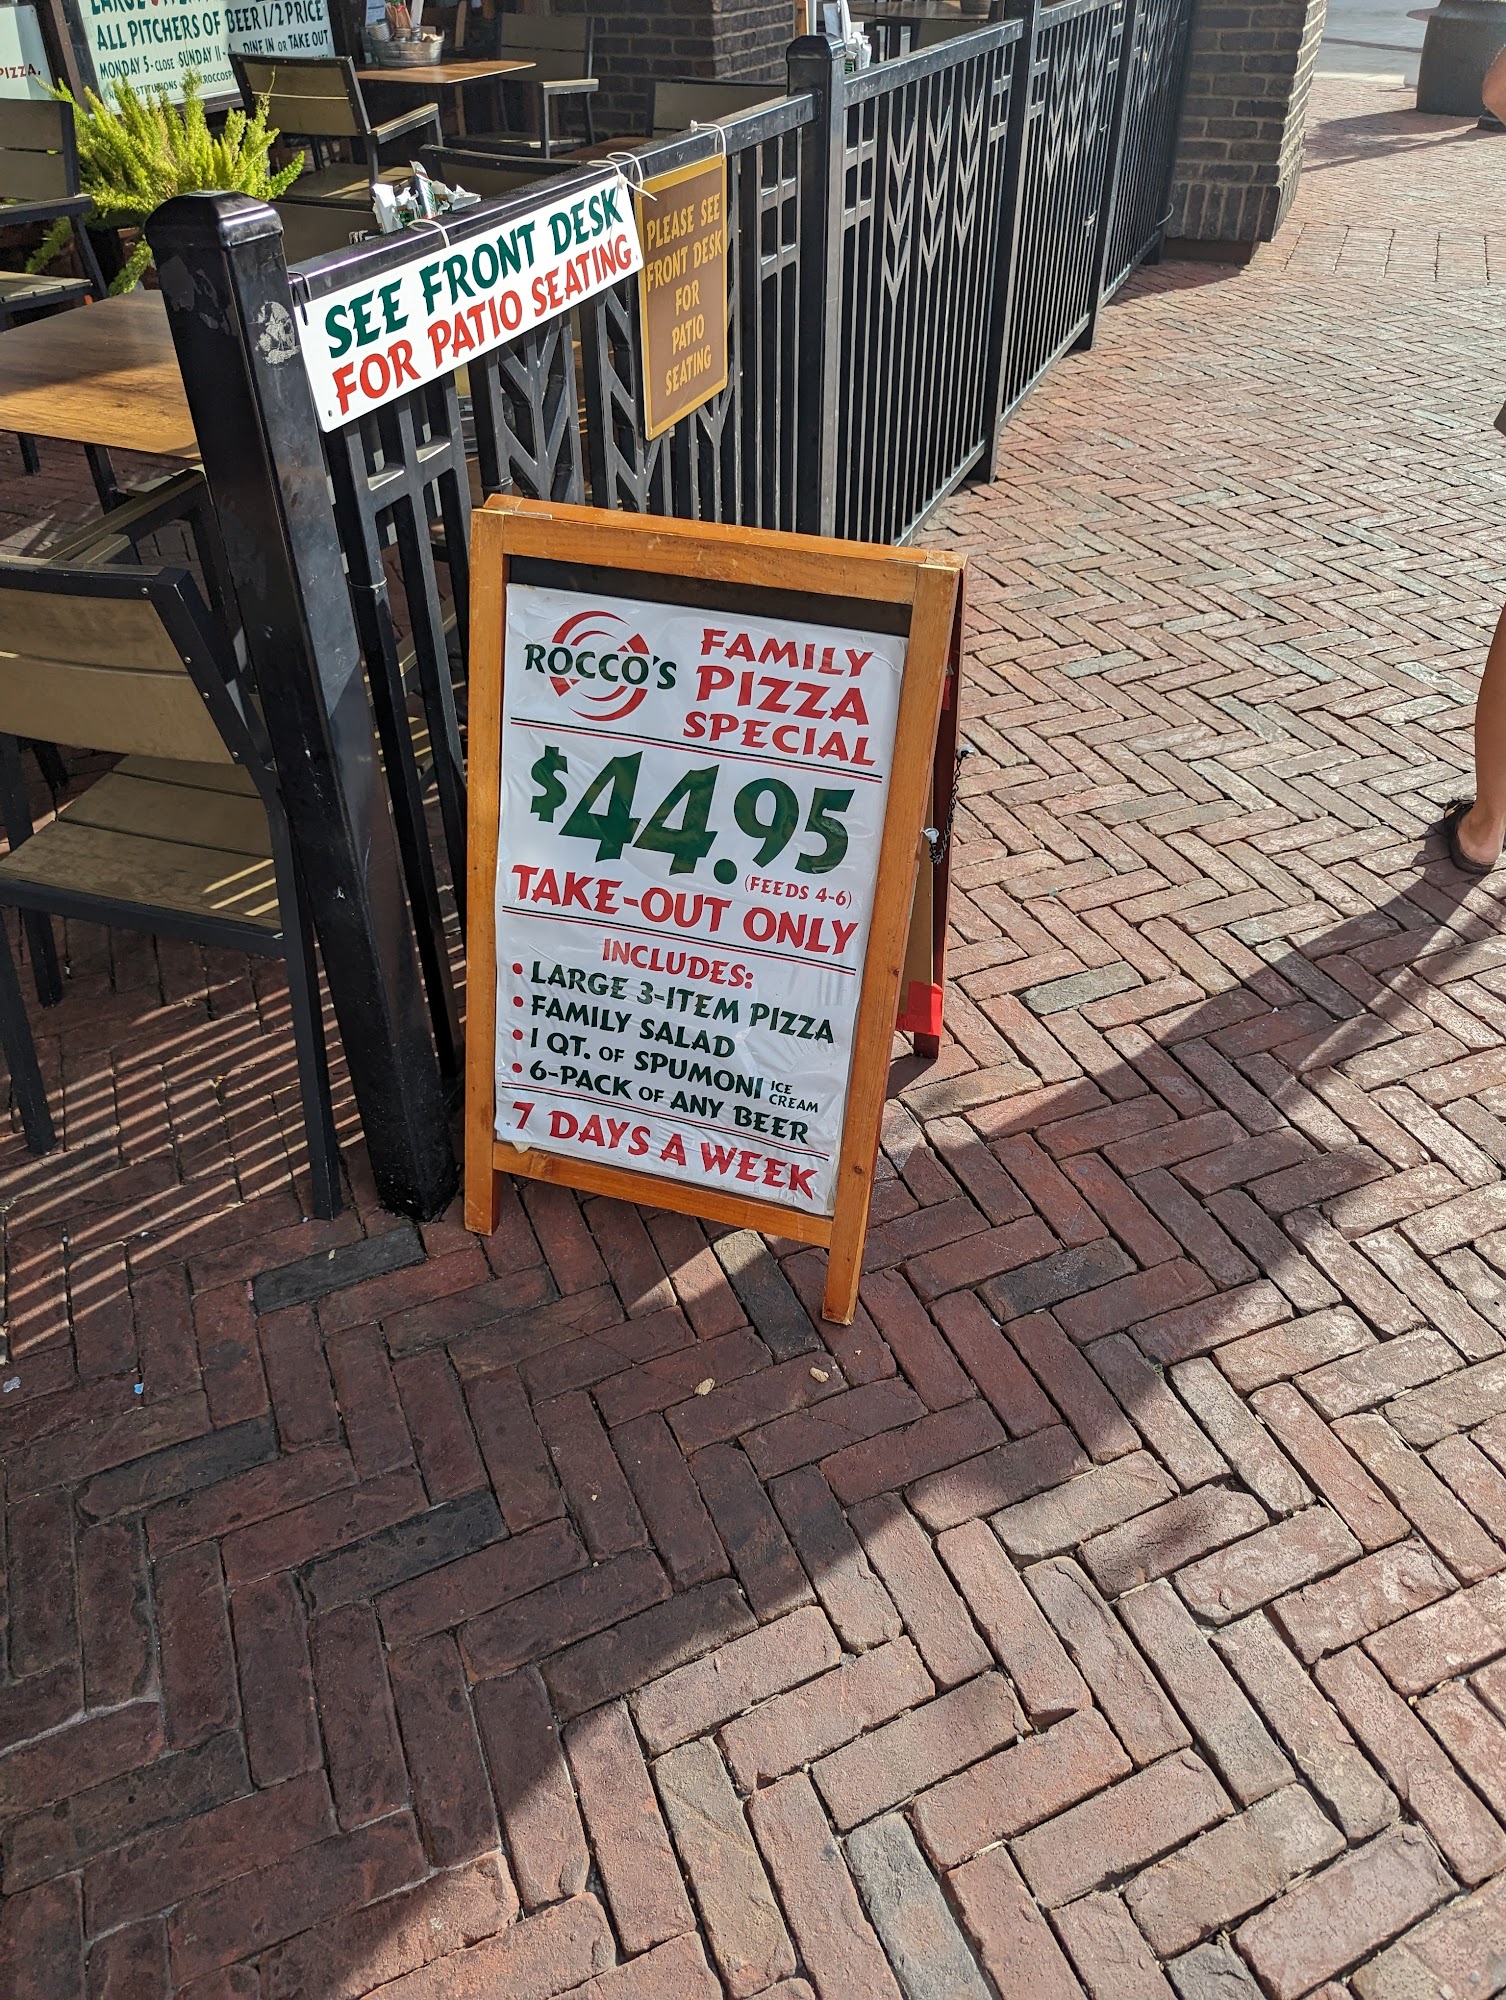 ALL PITCHERS OF BEER 1/2 PRICE
MONDAY 5-CLOSE SUNDAY 11-
DINE IN OR TAKE OUT
PIZZA.
SEE FRONT DESK
FOR PATIO SEATING
PLEASE SEE
FRONT DESK
FOR
PATIO
SEATING
ROCCO'S
FAMILY
PIZZA
SPECIAL
$44.95
(FEEDS 4-6)
TAKE-OUT ONLY
INCLUDES:
• LARGE 3-ITEM PIZZA
• FAMILY SALAD
• 1 QT. OF SPUMONI ICE CREAM
• 6-PACK OF ANY BEER
7 DAYS A WEEK